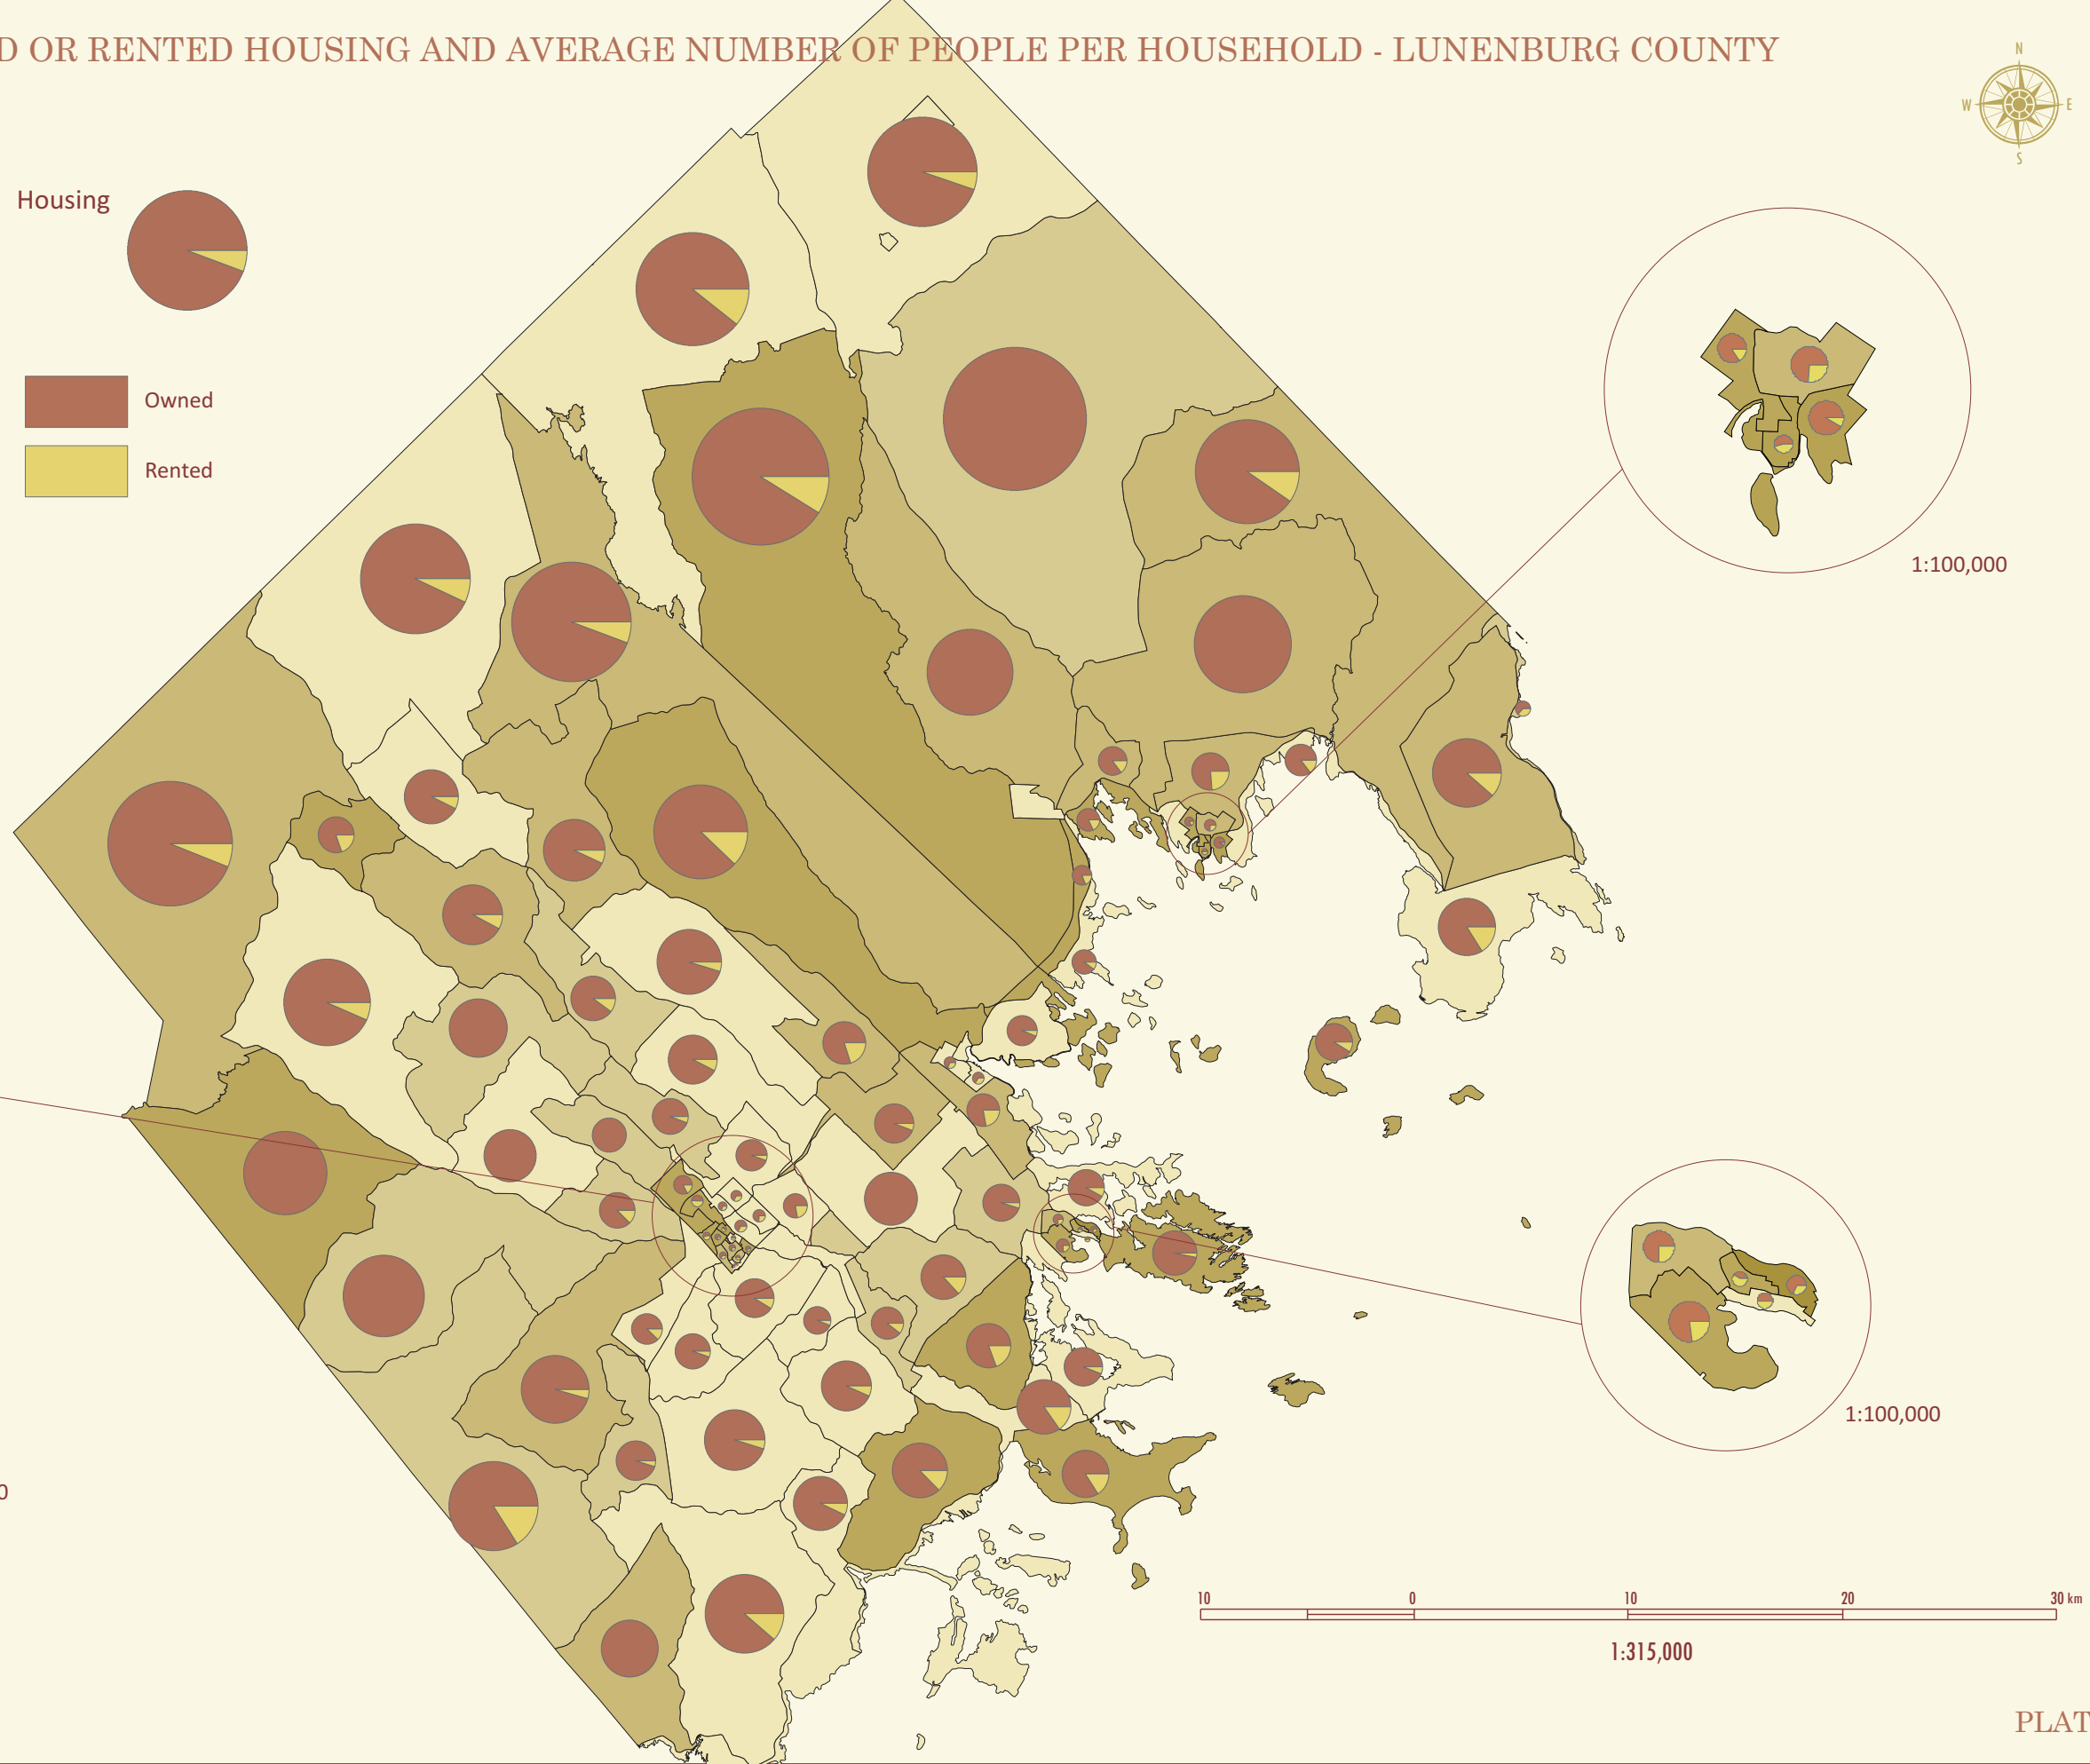 D OR RENTED HOUSING AND AVERAGE NUMBER OF PEOPLE PER HOUSEHOLD - LUNENBURG COUNTY
N
W E
S
Housing
Owned
Rented
1:100,000
1:100,000
0
10 0 10 20 30 km
1:315,000
PLAT